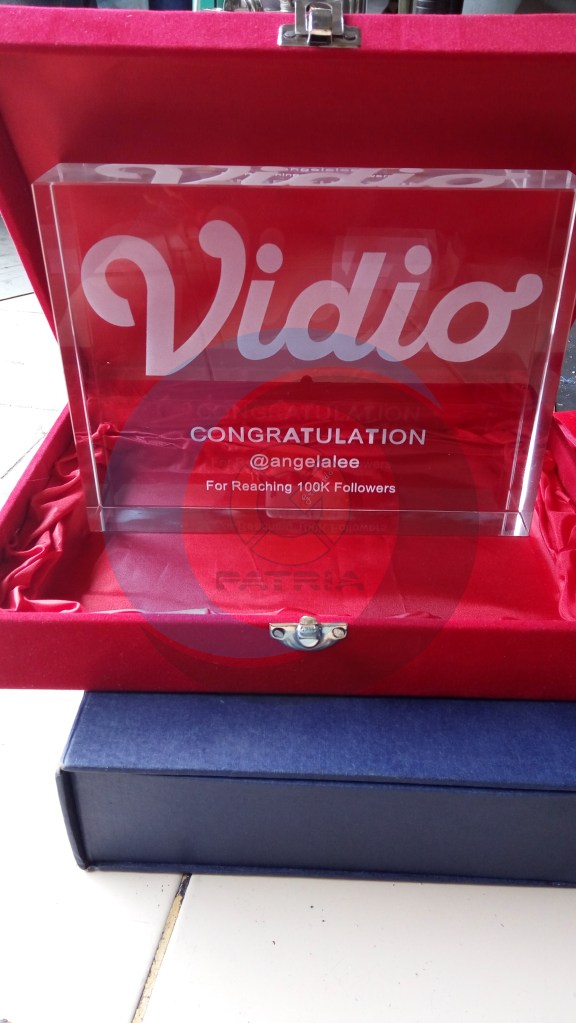 Vidio
CONGRATULATION
@angelalee
For Reaching 100K Followers
PATRIA